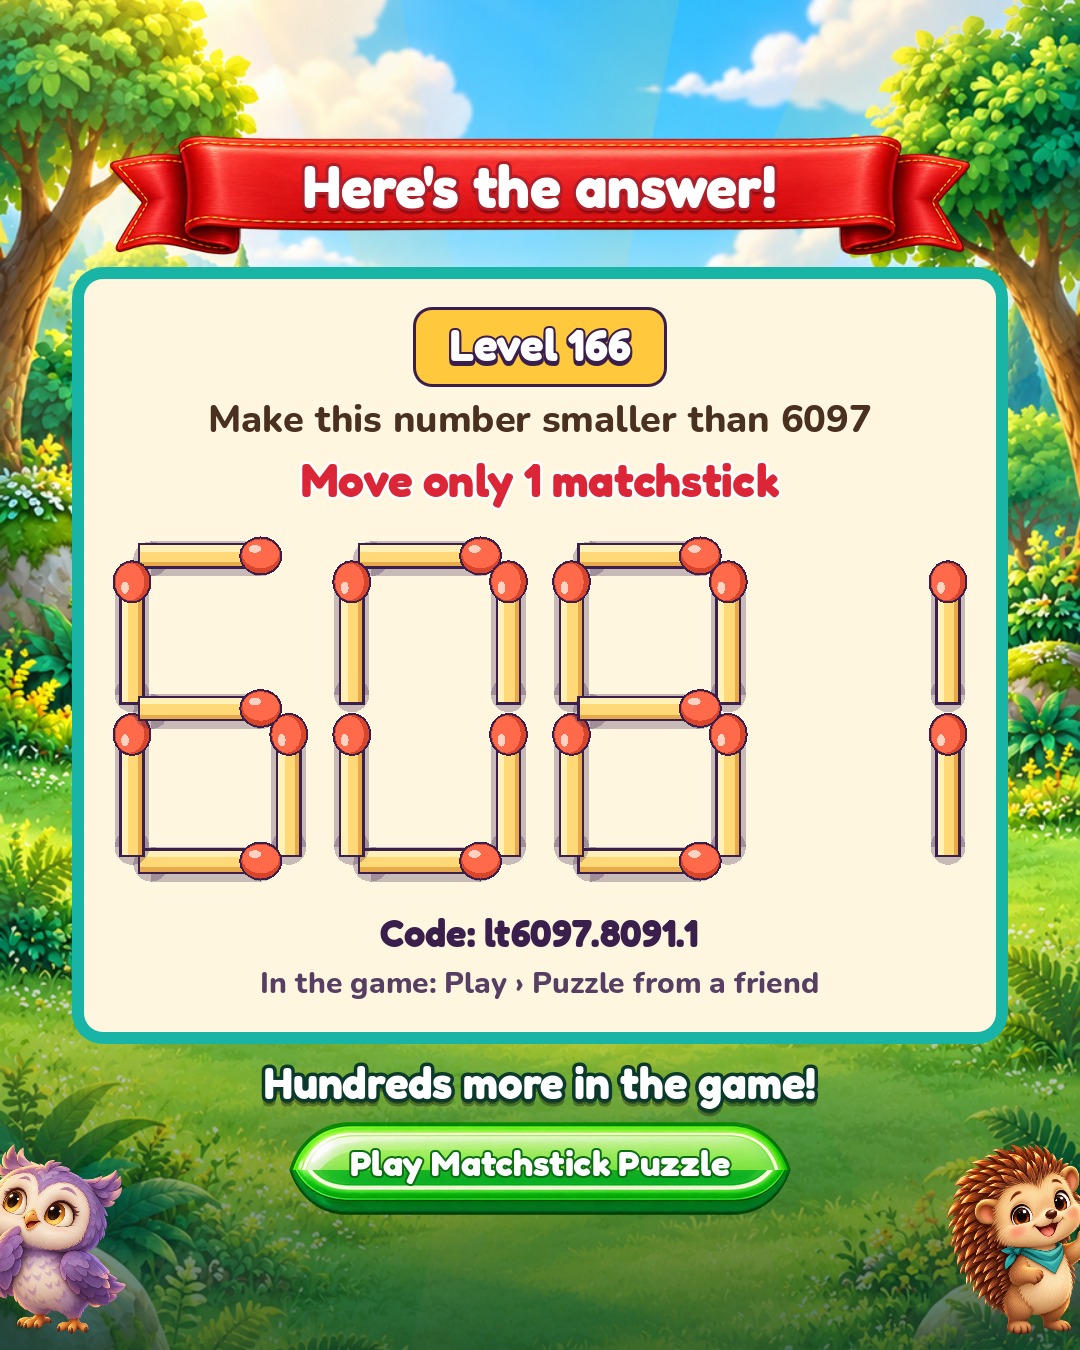 Here's the answer!
Level 166
Make this number smaller than 6097
Move only 1 matchstick
6081
Code: lt6097.8091.1
In the game: Play › Puzzle from a friend
Hundreds more in the game!
Play Matchstick Puzzle